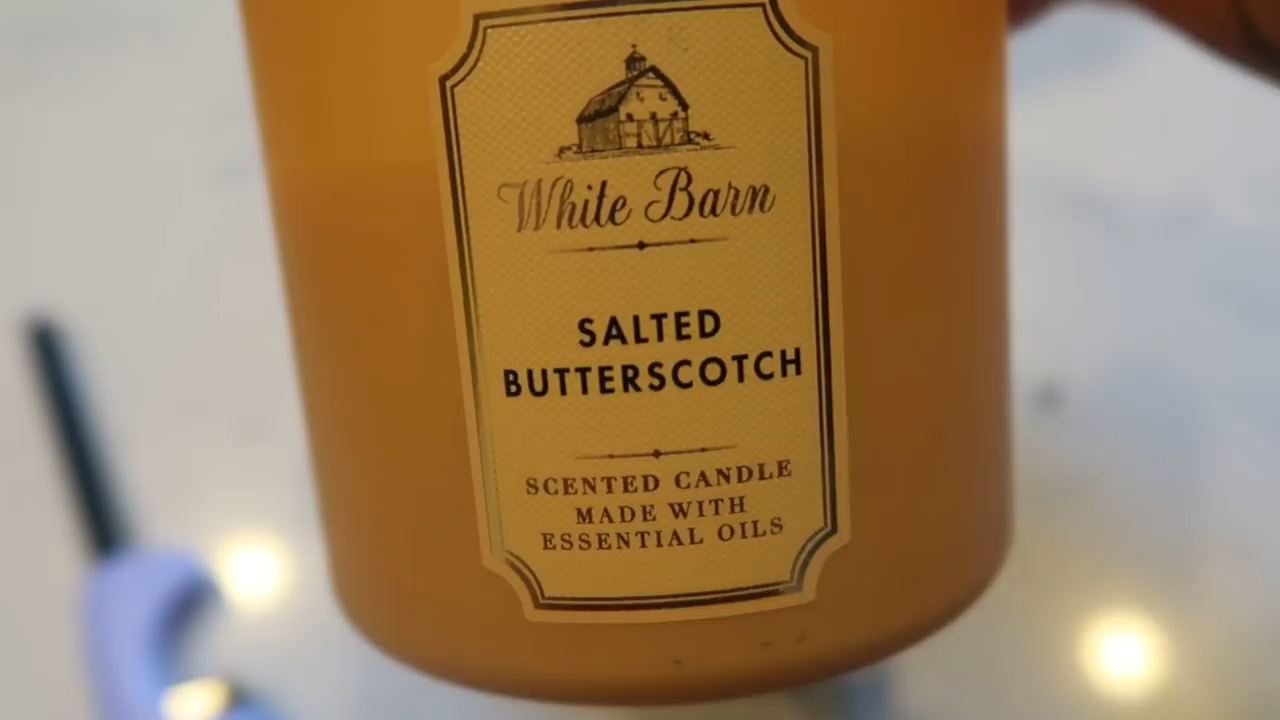 White Barn
SALTED
BUTTERSCOTCH
SCENTED CANDLE
MADE WITH
ESSENTIAL OILS